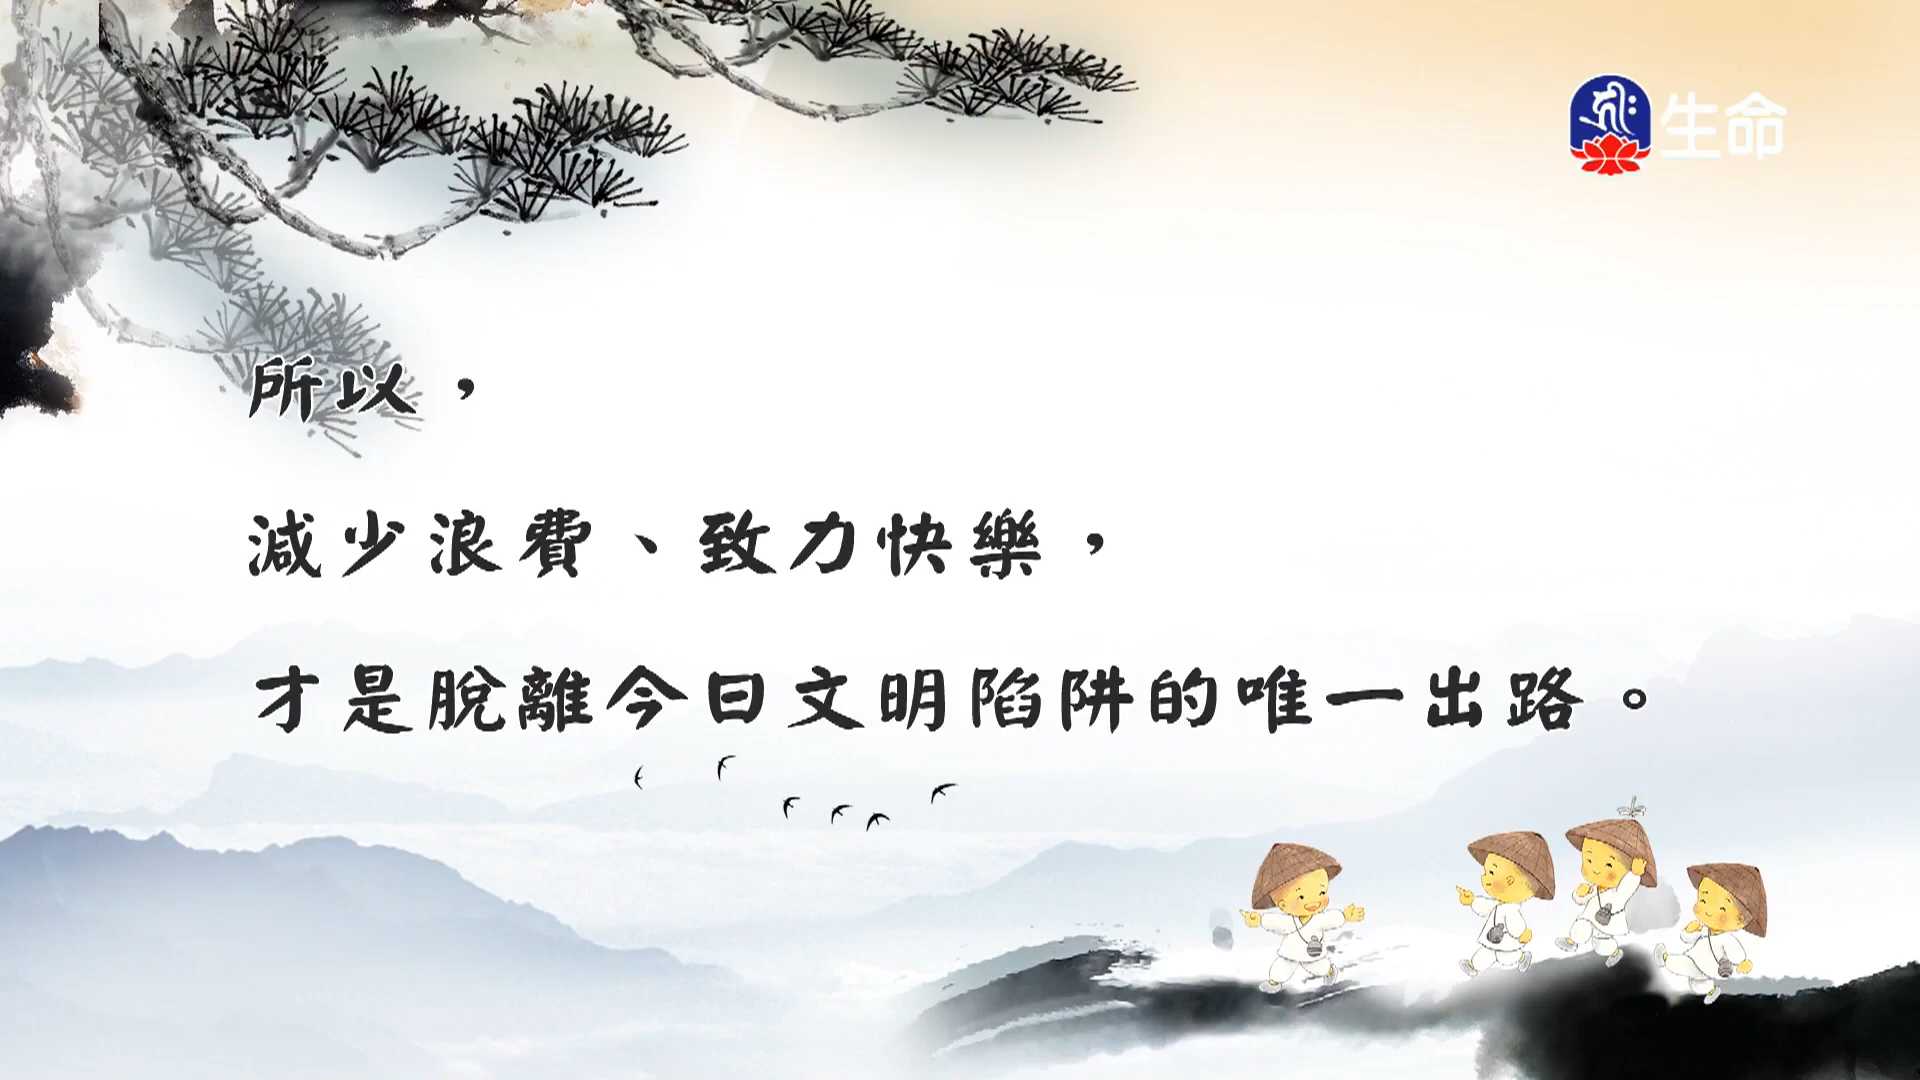 生命
所以，
減少浪費、致力快樂，
才是脫離今日文明陷阱的唯一出路。